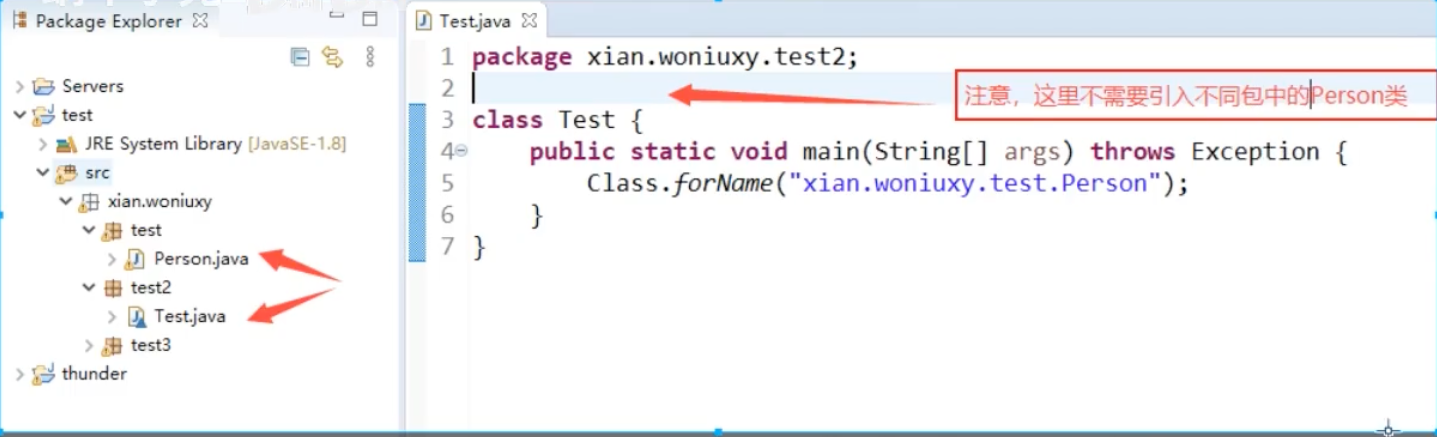 Package Explorer
Servers
test
JRE System Library [JavaSE-1.8]
src
xian.woniuxy
test
Person.java
test2
Test.java
test3
thunder
Test.java
1 package xian.woniuxy.test2;
2
3 class Test {
4 public static void main(String[] args) throws Exception {
5 Class.forName("xian.woniuxy.test.Person");
6 }
7 }
注意，这里不需要引入不同包中的Person类